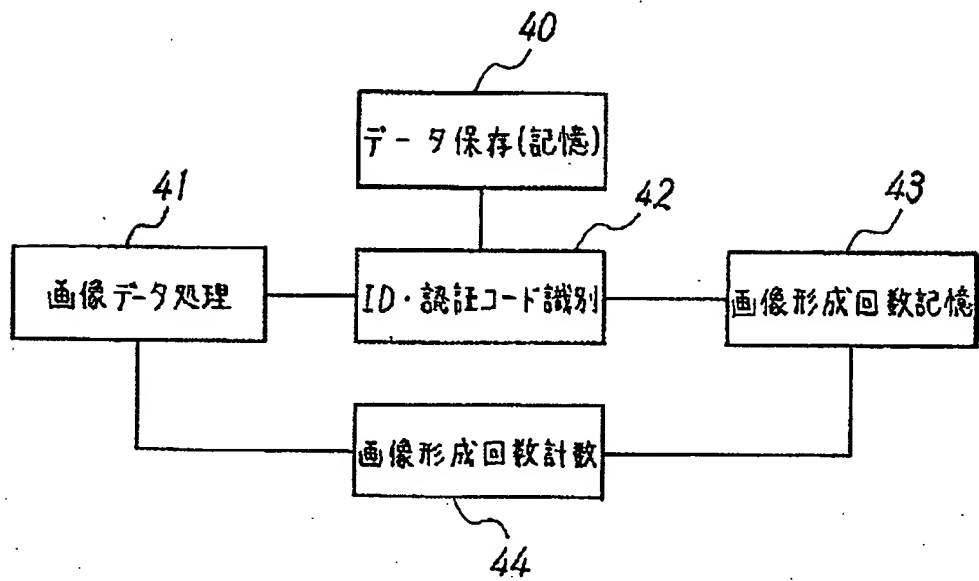 40
データ保存(記憶)
41
42
43
画像データ処理
ID・認証コード識別
画像形成回数記憶
画像形成回数計数
44